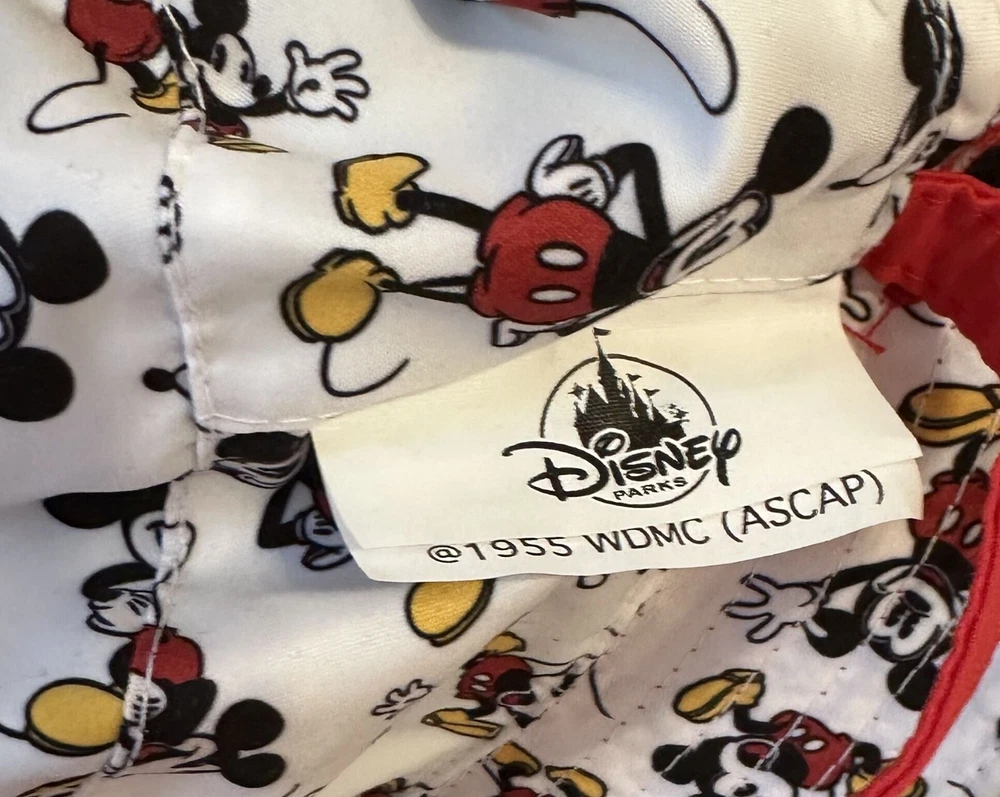 Disney
PARKS
@1955 WDMC (ASCAP)